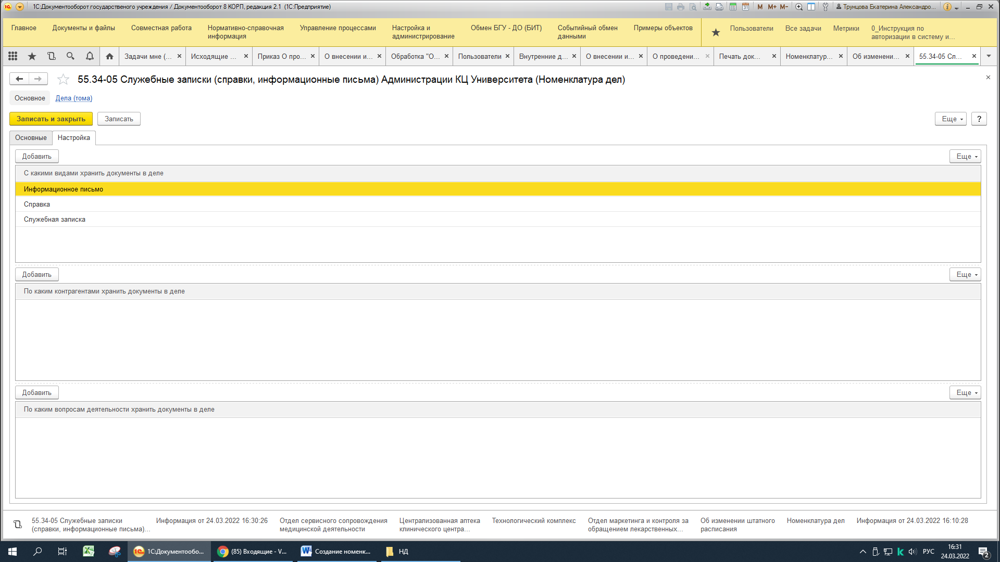 1С:Документооборот государственого учреждения / Документооборот 8 КОРП, редакция 2.1 (1С:Предприятие)
M M+ M-
Трунцова Екатерина Александро...
Главное
Документы и файлы
Совместная работа
Нормативно-справочная
информация
Управление процессами
Настройка и
администрирование
Обмен БГУ - ДО (БИТ)
Событийный обмен
данными
Примеры объектов
Пользователи
Все задачи
Метрики
0_Инструкция по
авторизации в систему и...
Задачи мне (...
Исходящие ...
Приказ О про...
О внесении и...
Обработка "О...
Пользователи
Внутренние д...
О внесении и...
О проведени...
Печать док...
Номенклатур...
Об изменени...
55.34-05 Сл...
55.34-05 Служебные записки (справки, информационные письма) Администрации КЦ Университета (Номенклатура дел)
Основное
Дела (тома)
Записать и закрыть
Записать
Еще
?
Основные
Настройка
Добавить
Еще
С какими видами хранить документы в деле
Информационное письмо
Справка
Служебная записка
Добавить
Еще
По каким контрагентами хранить документы в деле
Добавить
Еще
По каким вопросам деятельности хранить документы в деле
55.34-05 Служебные записки
(справки, информационные письма)...
Информация от 24.03.2022 16:30:26
Отдел сервисного сопровождения
медицинской деятельности
Централизованная аптека
клинического центра...
Технологический комплекс
Отдел маркетинга и контроля за
обращением лекарственных...
Об изменении штатного
расписания
Номенклатура дел
Информация от 24.03.2022 16:10:28
1С:Документообо...
(85) Входящие - V...
Создание номенк...
НД
РУС
16:31
24.03.2022
2